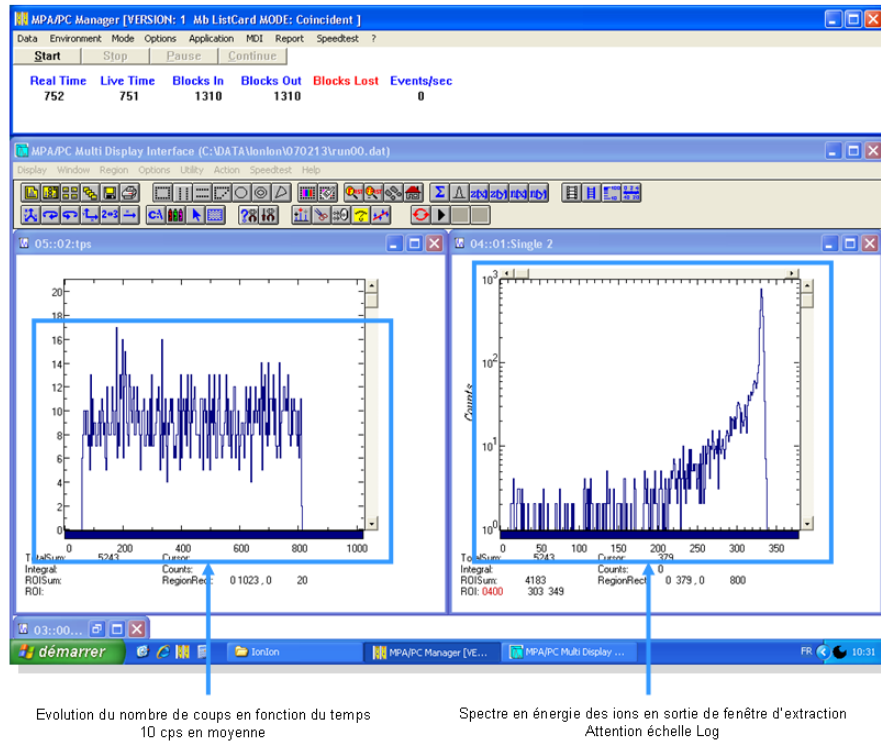 MPA/PC Manager [VERSION: 1 Mb ListCard MODE: Coincident ]
Data Environment Mode Options Application MDI Report Speedtest ?
Start Stop Pause Continue
Real Time Live Time Blocks In Blocks Out Blocks Lost Events/sec
752 751 1310 1310 0
MPA/PC Multi Display Interface (C:\DATA\IonIon\070213\run00.dat)
Display Window Region Options Utility Action Speedtest Help
05::02:tps
20
18
16
14
12
10
8
6
4
2
0
0 200 400 600 800 1000
TotalSum: 5243 Cursor:
Integral: Counts:
ROISum: RegionRect: 0 1023 , 0 20
ROI:
04::01:Single 2
10³
10²
10¹
10⁰
Counts
0 50 100 150 200 250 300 350
TotalSum: 5243 Cursor: 379
Integral: Counts: 0
ROISum: 4183 RegionRect: 0 379 , 0 800
ROI: 0400 303 349
03::00...
démarrer IonIon MPA/PC Manager [VE... MPA/PC Multi Display ... FR 10:31
Evolution du nombre de coups en fonction du temps
10 cps en moyenne
Spectre en énergie des ions en sortie de fenêtre d'extraction
Attention échelle Log